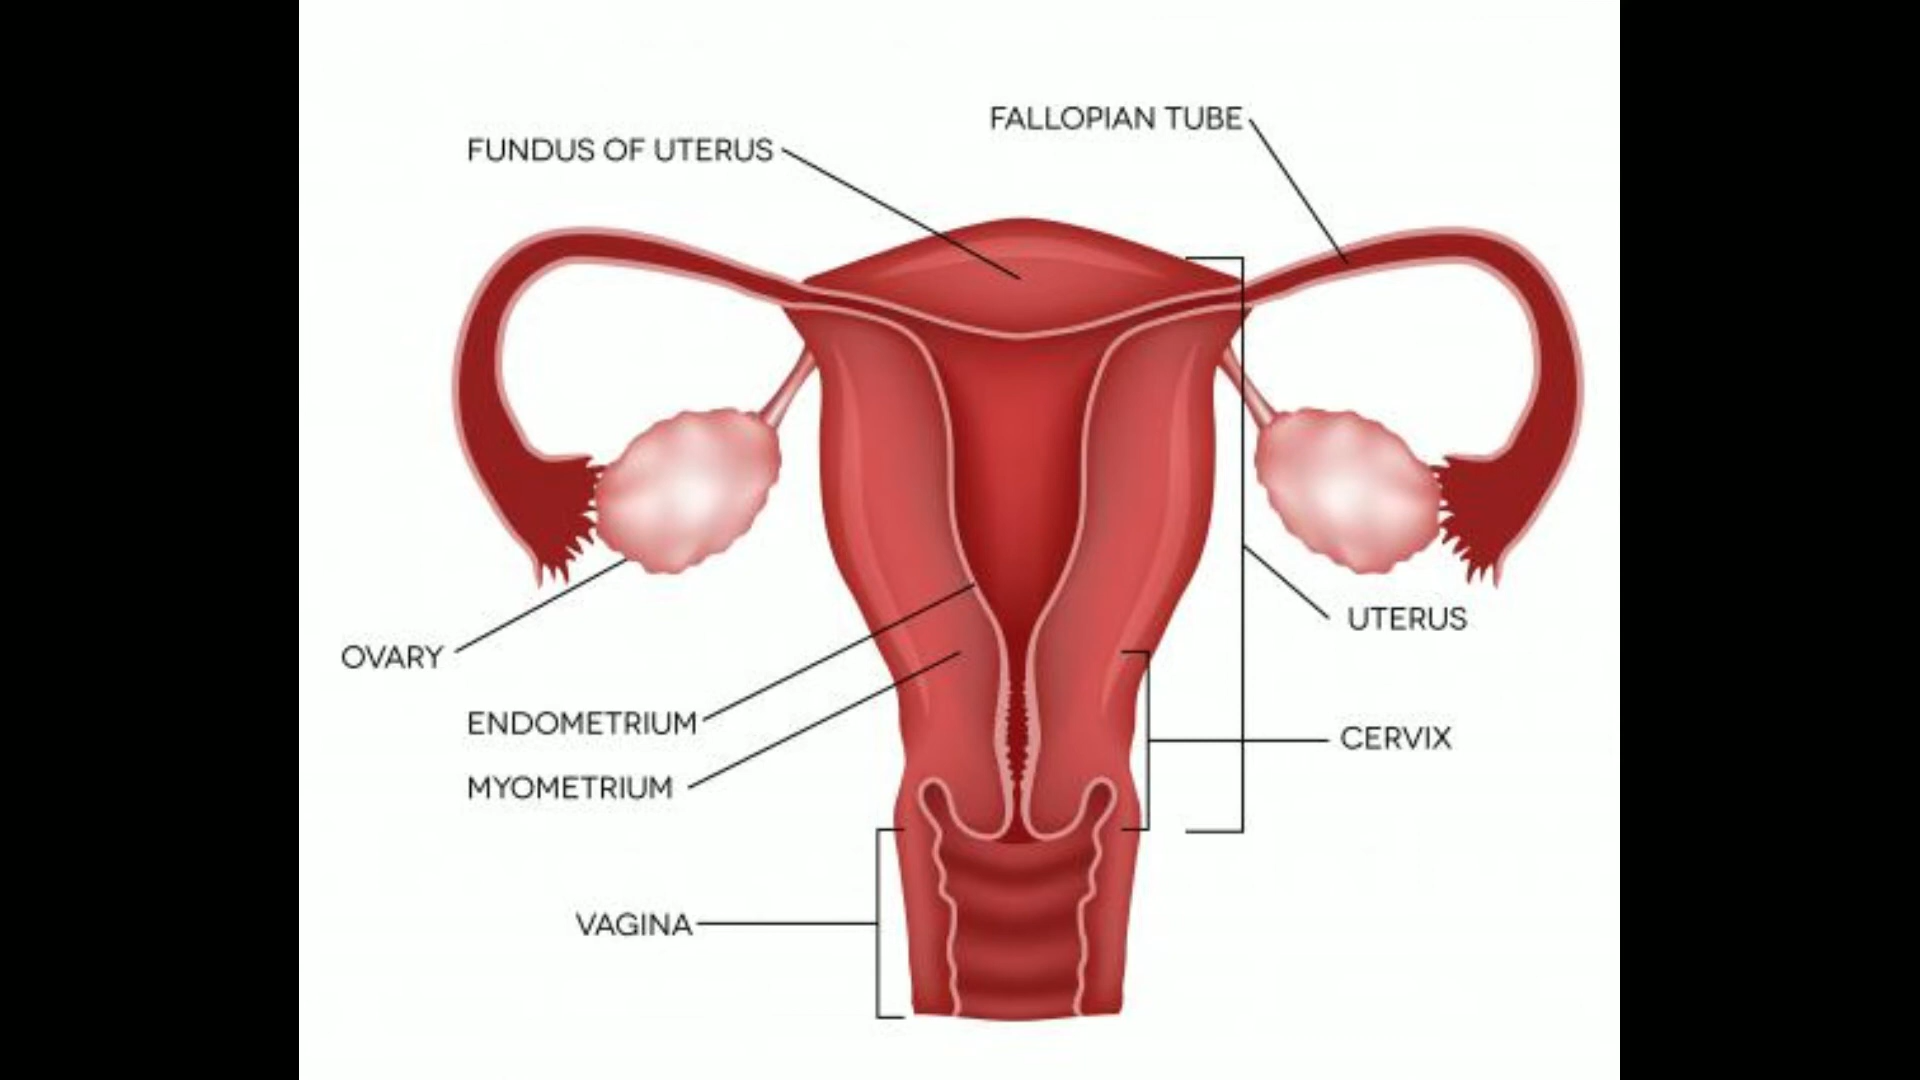 FALLOPIAN TUBE
FUNDUS OF UTERUS
UTERUS
OVARY
ENDOMETRIUM
CERVIX
MYOMETRIUM
VAGINA